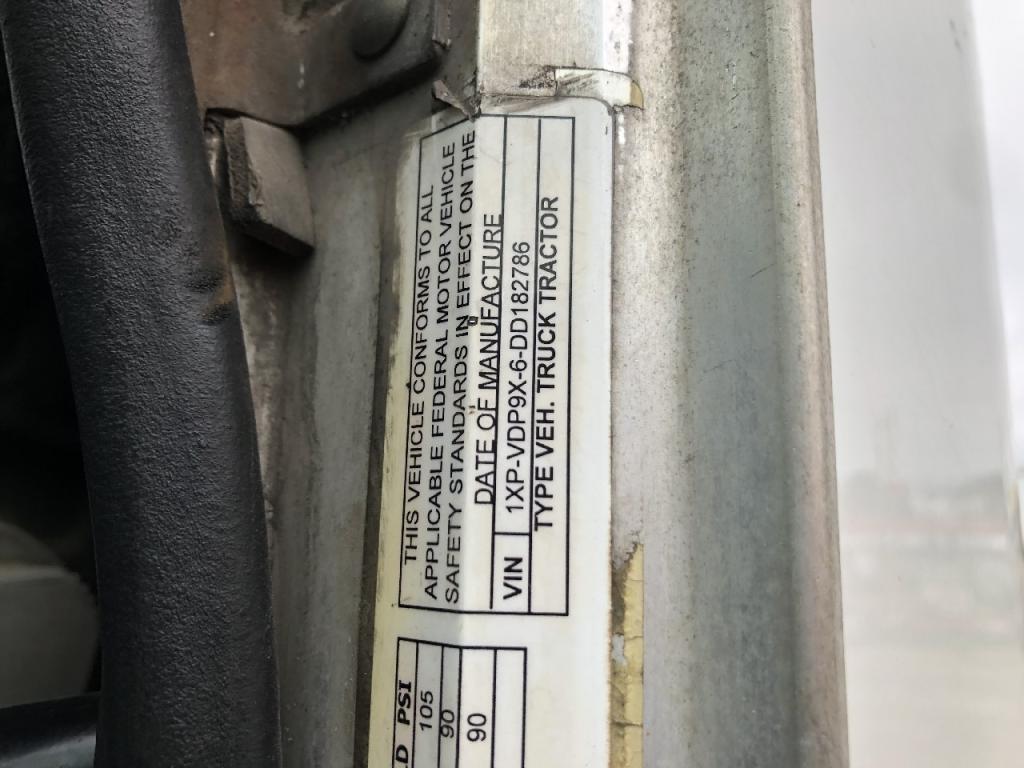 THIS VEHICLE CONFORMS TO ALL
APPLICABLE FEDERAL MOTOR VEHICLE
SAFETY STANDARDS IN EFFECT ON THE
DATE OF MANUFACTURE
VIN 1XP-VDP9X-6-DD182786
TYPE VEH. TRUCK TRACTOR
PSI
105
90
90